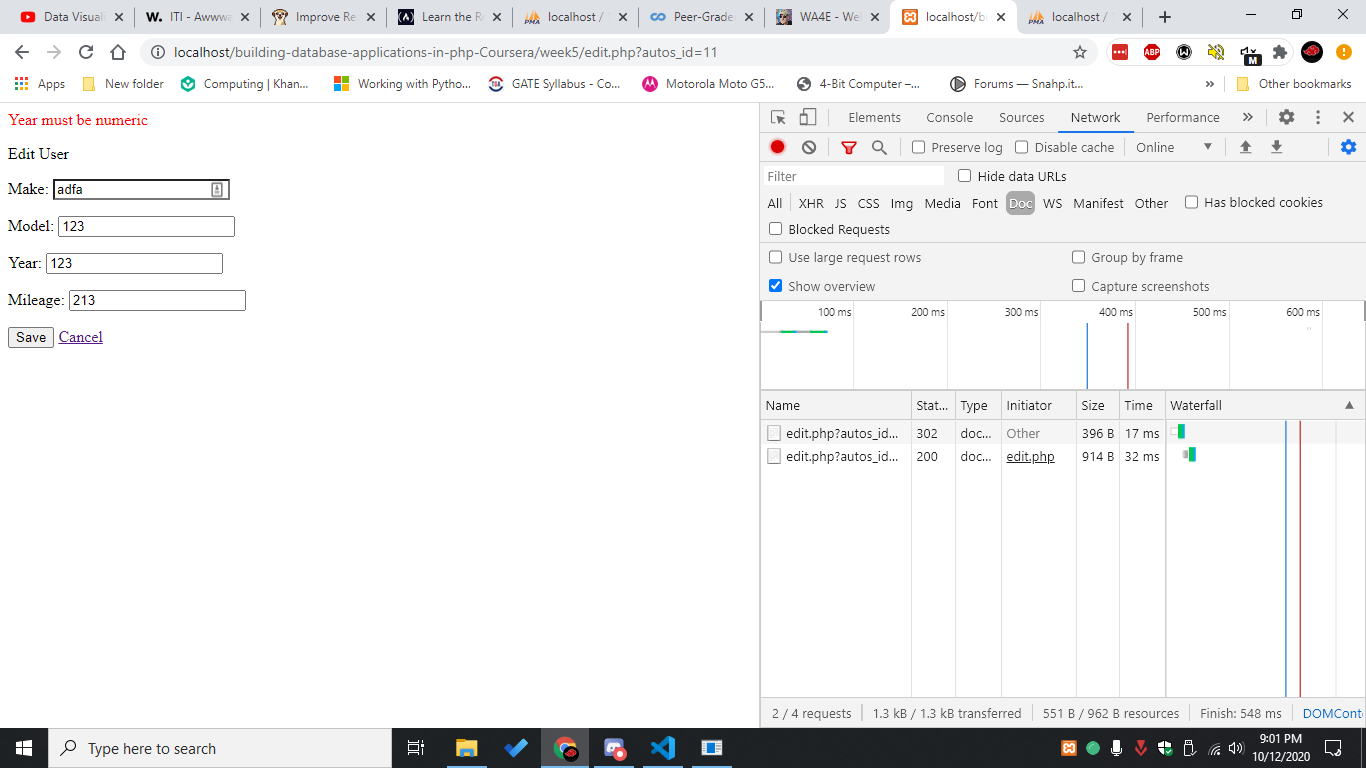 Data Visuali
W. ITI - Awwwa
Improve Re
Learn the Ro
localhost / 1
Peer-Graded
WA4E - Wel
localhost/bu
localhost /
localhost/building-database-applications-in-php-Coursera/week5/edit.php?autos_id=11
ABP
M
Apps
New folder
Computing | Khan...
Working with Pytho...
GATE Syllabus - Co...
Motorola Moto G5...
4-Bit Computer –...
Forums — Snahp.it...
»
Other bookmarks
Year must be numeric
Edit User
Make: adfa
Model: 123
Year: 123
Mileage: 213
Save Cancel
Elements Console Sources Network Performance »
Preserve log Disable cache Online
Filter Hide data URLs
All XHR JS CSS Img Media Font Doc WS Manifest Other Has blocked cookies
Blocked Requests
Use large request rows Group by frame
Show overview Capture screenshots
100 ms 200 ms 300 ms 400 ms 500 ms 600 ms
Name Stat... Type Initiator Size Time Waterfall
edit.php?autos_id... 302 doc... Other 396 B 17 ms
edit.php?autos_id... 200 doc... edit.php 914 B 32 ms
2 / 4 requests 1.3 kB / 1.3 kB transferred 551 B / 962 B resources Finish: 548 ms DOMCont
Type here to search
9:01 PM
10/12/2020